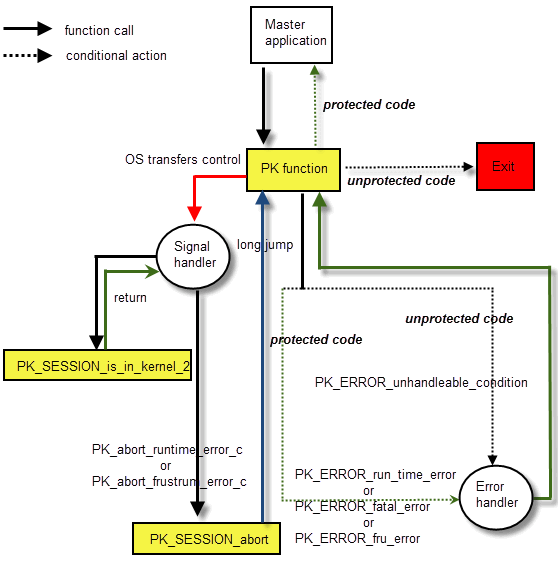 function call
conditional action
Master
application
protected code
OS transfers control
PK function
unprotected code
Exit
Signal
handler
long jump
return
unprotected code
protected code
PK_SESSION_is_in_kernel_2
PK_ERROR_unhandleable_condition
PK_abort_runtime_error_c
or
PK_abort_frustrum_error_c
PK_ERROR_run_time_error
or
PK_ERROR_fatal_error
or
PK_ERROR_fru_error
Error
handler
PK_SESSION_abort